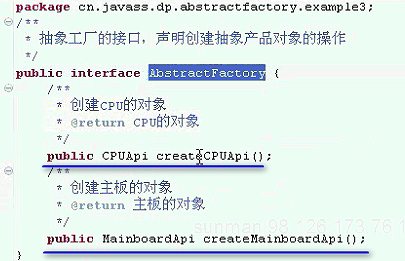 package cn.javass.dp.abstractfactory.example3;
/**
 * 抽象工厂的接口，声明创建抽象产品对象的操作
 */
public interface AbstractFactory {
/**
 * 创建CPU的对象
 * @return CPU的对象
 */
public CPUApi createCPUApi();
/**
 * 创建主板的对象
 * @return 主板的对象
 */
public MainboardApi createMainboardApi();
}